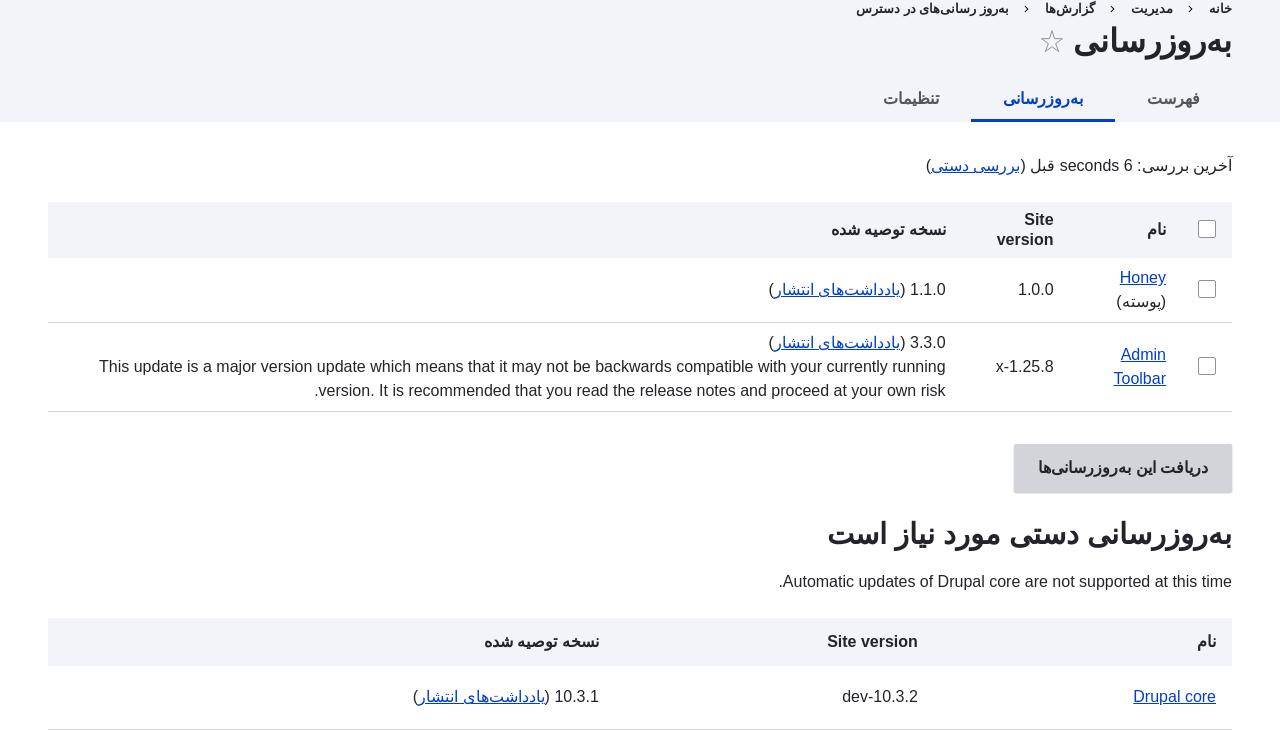 خانه › مدیریت › گزارش‌ها › به‌روز رسانی‌های در دسترس
به‌روزرسانی ☆
فهرست به‌روزرسانی تنظیمات
آخرین بررسی: 6 seconds قبل (بررسی دستی)
نام Site version نسخه توصیه شده
Honey (پوسته) 1.0.0 1.1.0 (یادداشت‌های انتشار)
Admin Toolbar x-1.25.8 3.3.0 (یادداشت‌های انتشار)
This update is a major version update which means that it may not be backwards compatible with your currently running
version. It is recommended that you read the release notes and proceed at your own risk.
دریافت این به‌روزرسانی‌ها
به‌روزرسانی دستی مورد نیاز است
Automatic updates of Drupal core are not supported at this time.
نام Site version نسخه توصیه شده
Drupal core dev-10.3.2 10.3.1 (یادداشت‌های انتشار)